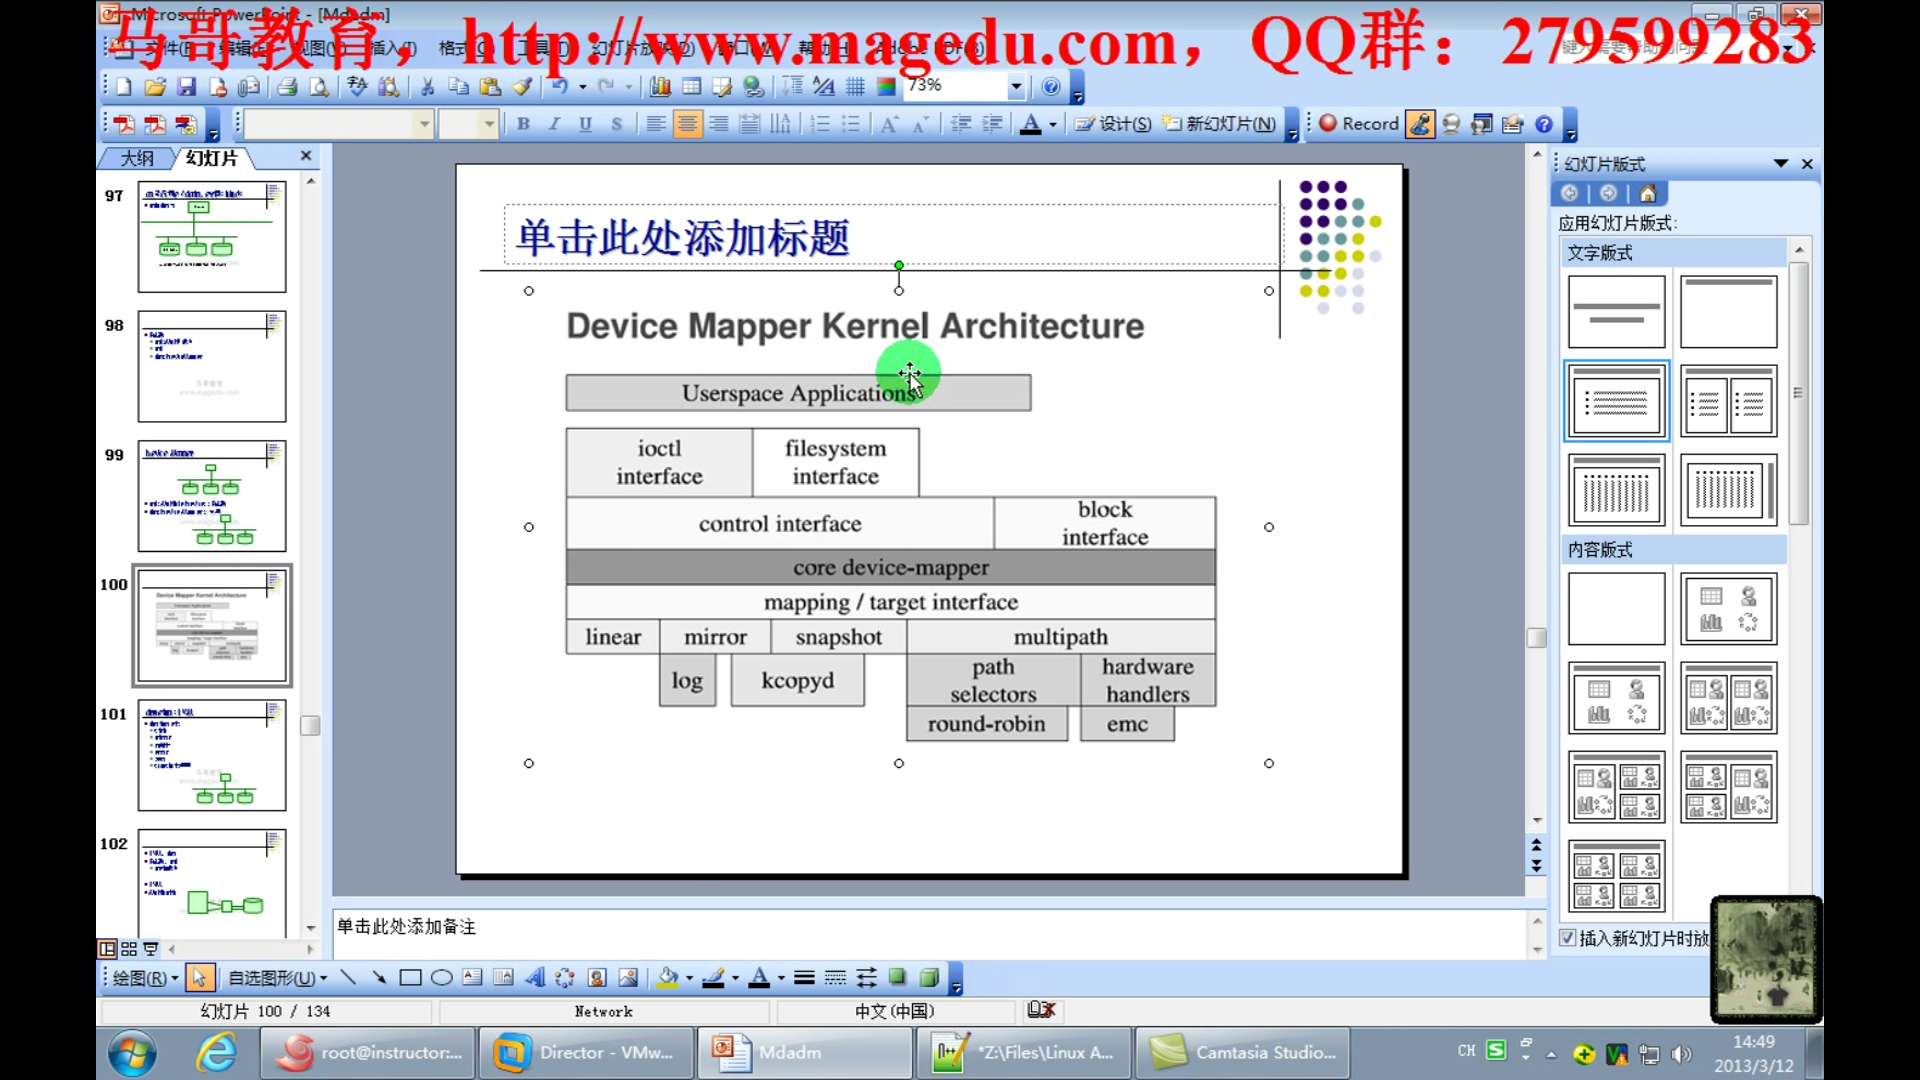 Microsoft PowerPoint - [Mdadm]
马哥教育，http://www.magedu.com，QQ群：279599283
73%
设计(S)
新幻灯片(N)
Record
大纲
幻灯片
幻灯片版式
应用幻灯片版式:
文字版式
内容版式
97
98
99
100
101
102
单击此处添加标题
Device Mapper Kernel Architecture
Userspace Applications
ioctl interface
filesystem interface
control interface
block interface
core device-mapper
mapping / target interface
linear
mirror
snapshot
multipath
log
kcopyd
path selectors
hardware handlers
round-robin
emc
单击此处添加备注
插入新幻灯片时放
绘图(R)
自选图形(U)
幻灯片 100 / 134
Network
中文(中国)
root@instructor:...
Director - VMw...
Mdadm
*Z:\Files\Linux A...
Camtasia Studio...
CH
14:49
2013/3/12